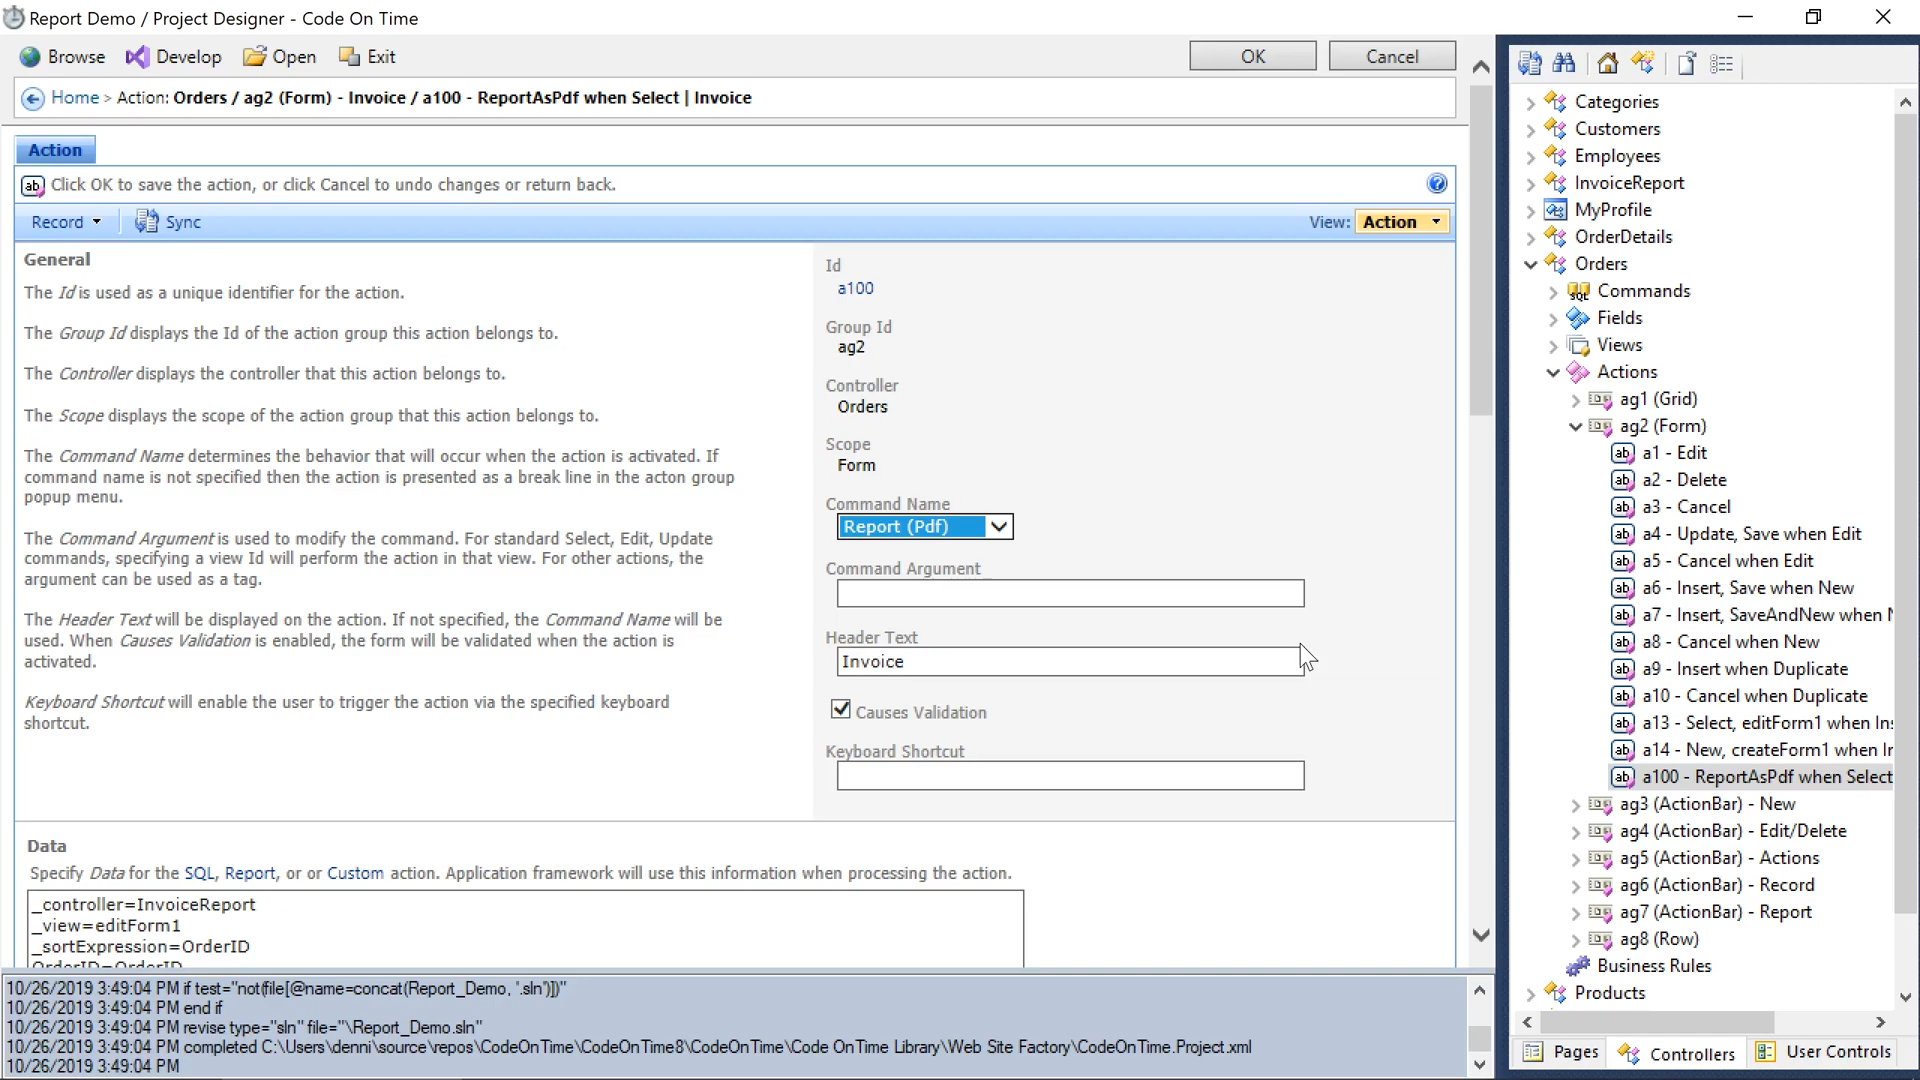 Report Demo / Project Designer - Code On Time
Browse Develop Open Exit OK Cancel
Home > Action: Orders / ag2 (Form) - Invoice / a100 - ReportAsPdf when Select | Invoice
Action
Click OK to save the action, or click Cancel to undo changes or return back.
Record Sync View: Action
General
The Id is used as a unique identifier for the action.
The Group Id displays the Id of the action group this action belongs to.
The Controller displays the controller that this action belongs to.
The Scope displays the scope of the action group that this action belongs to.
The Command Name determines the behavior that will occur when the action is activated. If
command name is not specified then the action is presented as a break line in the acton group
popup menu.
The Command Argument is used to modify the command. For standard Select, Edit, Update
commands, specifying a view Id will perform the action in that view. For other actions, the
argument can be used as a tag.
The Header Text will be displayed on the action. If not specified, the Command Name will be
used. When Causes Validation is enabled, the form will be validated when the action is
activated.
Keyboard Shortcut will enable the user to trigger the action via the specified keyboard
shortcut.
Id
a100
Group Id
ag2
Controller
Orders
Scope
Form
Command Name
Report (Pdf)
Command Argument
Header Text
Invoice
Causes Validation
Keyboard Shortcut
Data
Specify Data for the SQL, Report, or or Custom action. Application framework will use this information when processing the action.
_controller=InvoiceReport
_view=editForm1
_sortExpression=OrderID
OrderID=OrderID
10/26/2019 3:49:04 PM if test="not(file[@name=concat(Report_Demo, '.sln')])"
10/26/2019 3:49:04 PM end if
10/26/2019 3:49:04 PM revise type="sln" file="\Report_Demo.sln"
10/26/2019 3:49:04 PM completed C:\Users\denni\source\repos\CodeOnTime\CodeOnTime8\CodeOnTime\Code OnTime Library\Web Site Factory\CodeOnTime.Project.xml
10/26/2019 3:49:04 PM
Categories
Customers
Employees
InvoiceReport
MyProfile
OrderDetails
Orders
Commands
Fields
Views
Actions
ag1 (Grid)
ag2 (Form)
a1 - Edit
a2 - Delete
a3 - Cancel
a4 - Update, Save when Edit
a5 - Cancel when Edit
a6 - Insert, Save when New
a7 - Insert, SaveAndNew when
a8 - Cancel when New
a9 - Insert when Duplicate
a10 - Cancel when Duplicate
a13 - Select, editForm1 when
a14 - New, createForm1 when
a100 - ReportAsPdf when Select
ag3 (ActionBar) - New
ag4 (ActionBar) - Edit/Delete
ag5 (ActionBar) - Actions
ag6 (ActionBar) - Record
ag7 (ActionBar) - Report
ag8 (Row)
Business Rules
Products
Pages Controllers User Controls